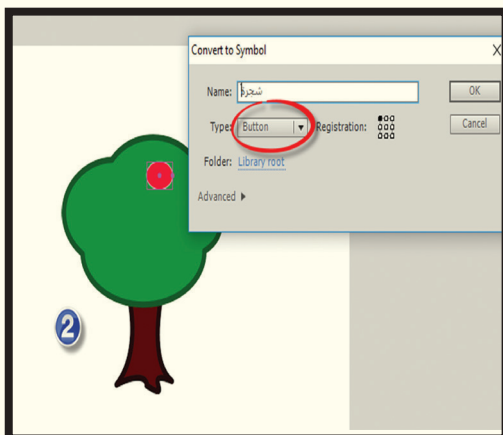 Convert to Symbol X
Name: شجرة OK
Type: Button Registration: Cancel
Folder: Library root
Advanced
2